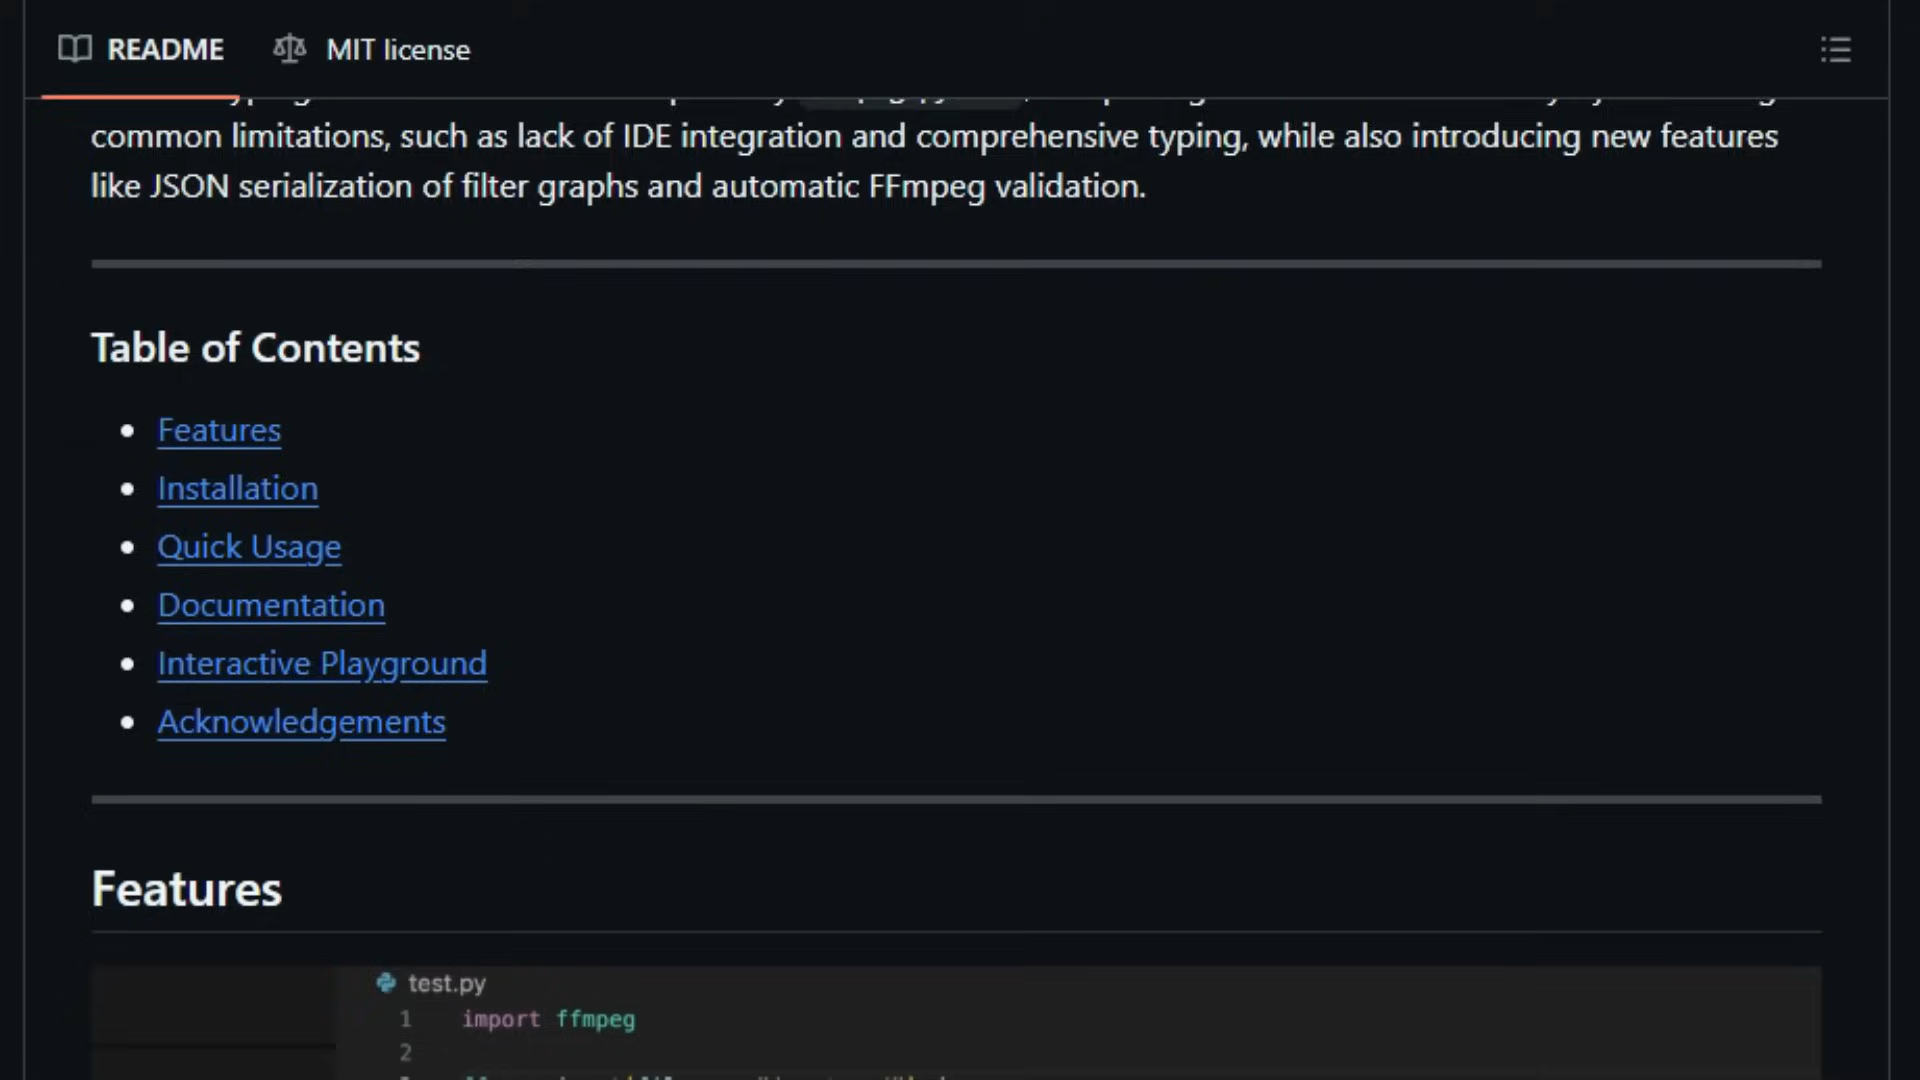 README
MIT license
common limitations, such as lack of IDE integration and comprehensive typing, while also introducing new features
like JSON serialization of filter graphs and automatic FFmpeg validation.
Table of Contents
Features
Installation
Quick Usage
Documentation
Interactive Playground
Acknowledgements
Features
test.py
1 import ffmpeg
2